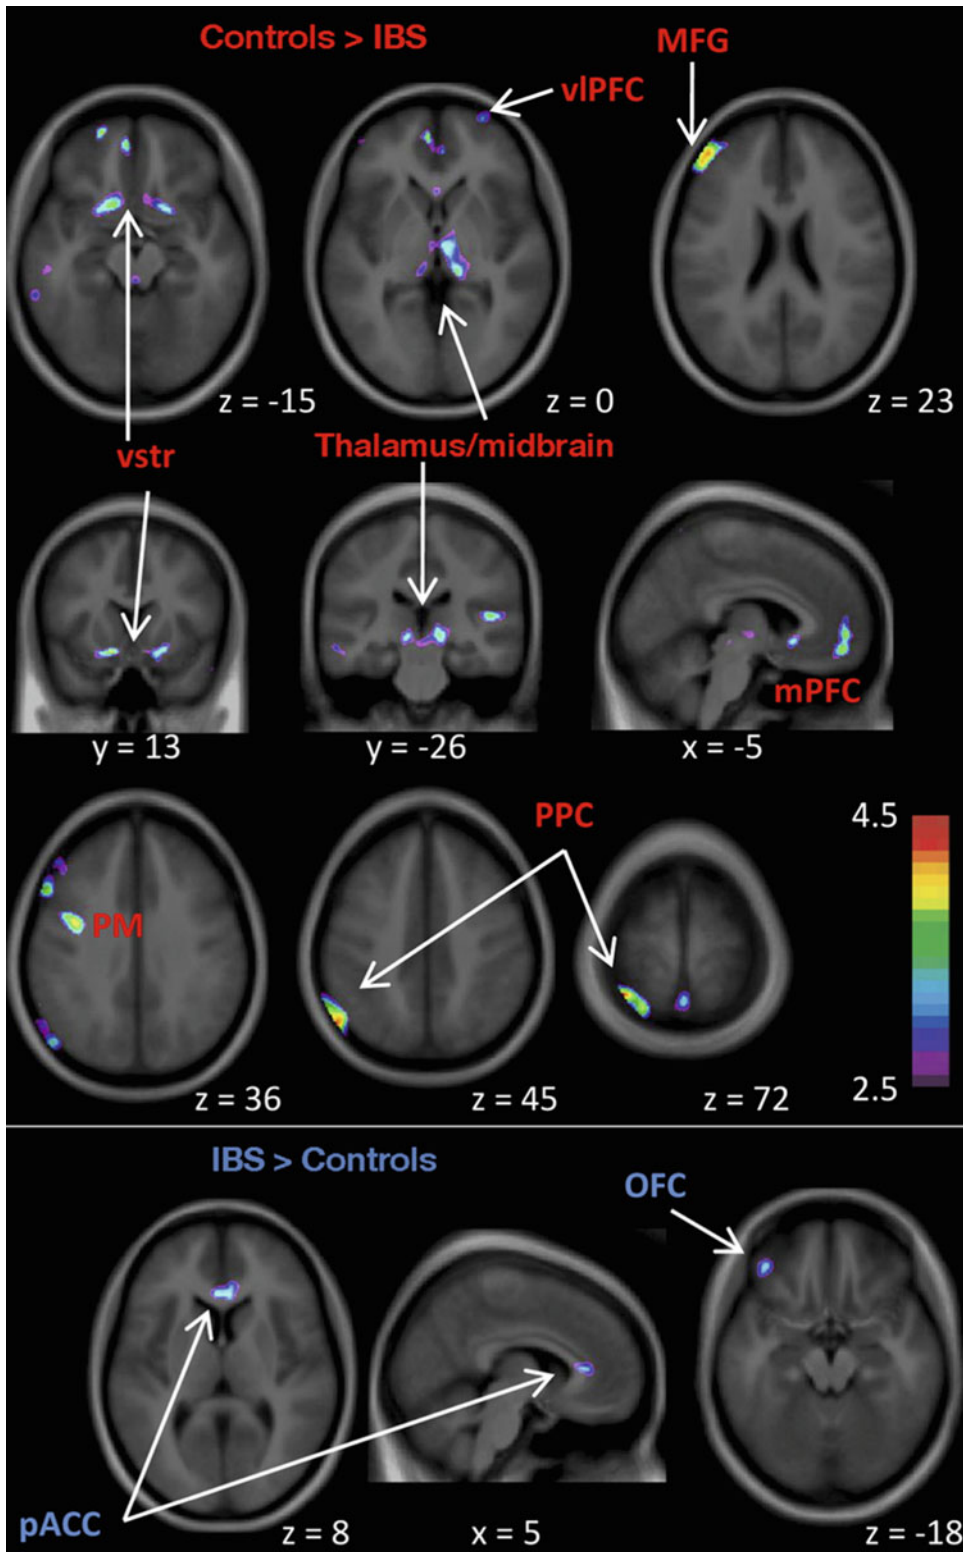 Controls > IBS
MFG
vlPFC
z = -15
z = 0
z = 23
vstr
Thalamus/midbrain
mPFC
y = 13
y = -26
x = -5
PPC
4.5
PM
2.5
z = 36
z = 45
z = 72
IBS > Controls
OFC
pACC
z = 8
x = 5
z = -18